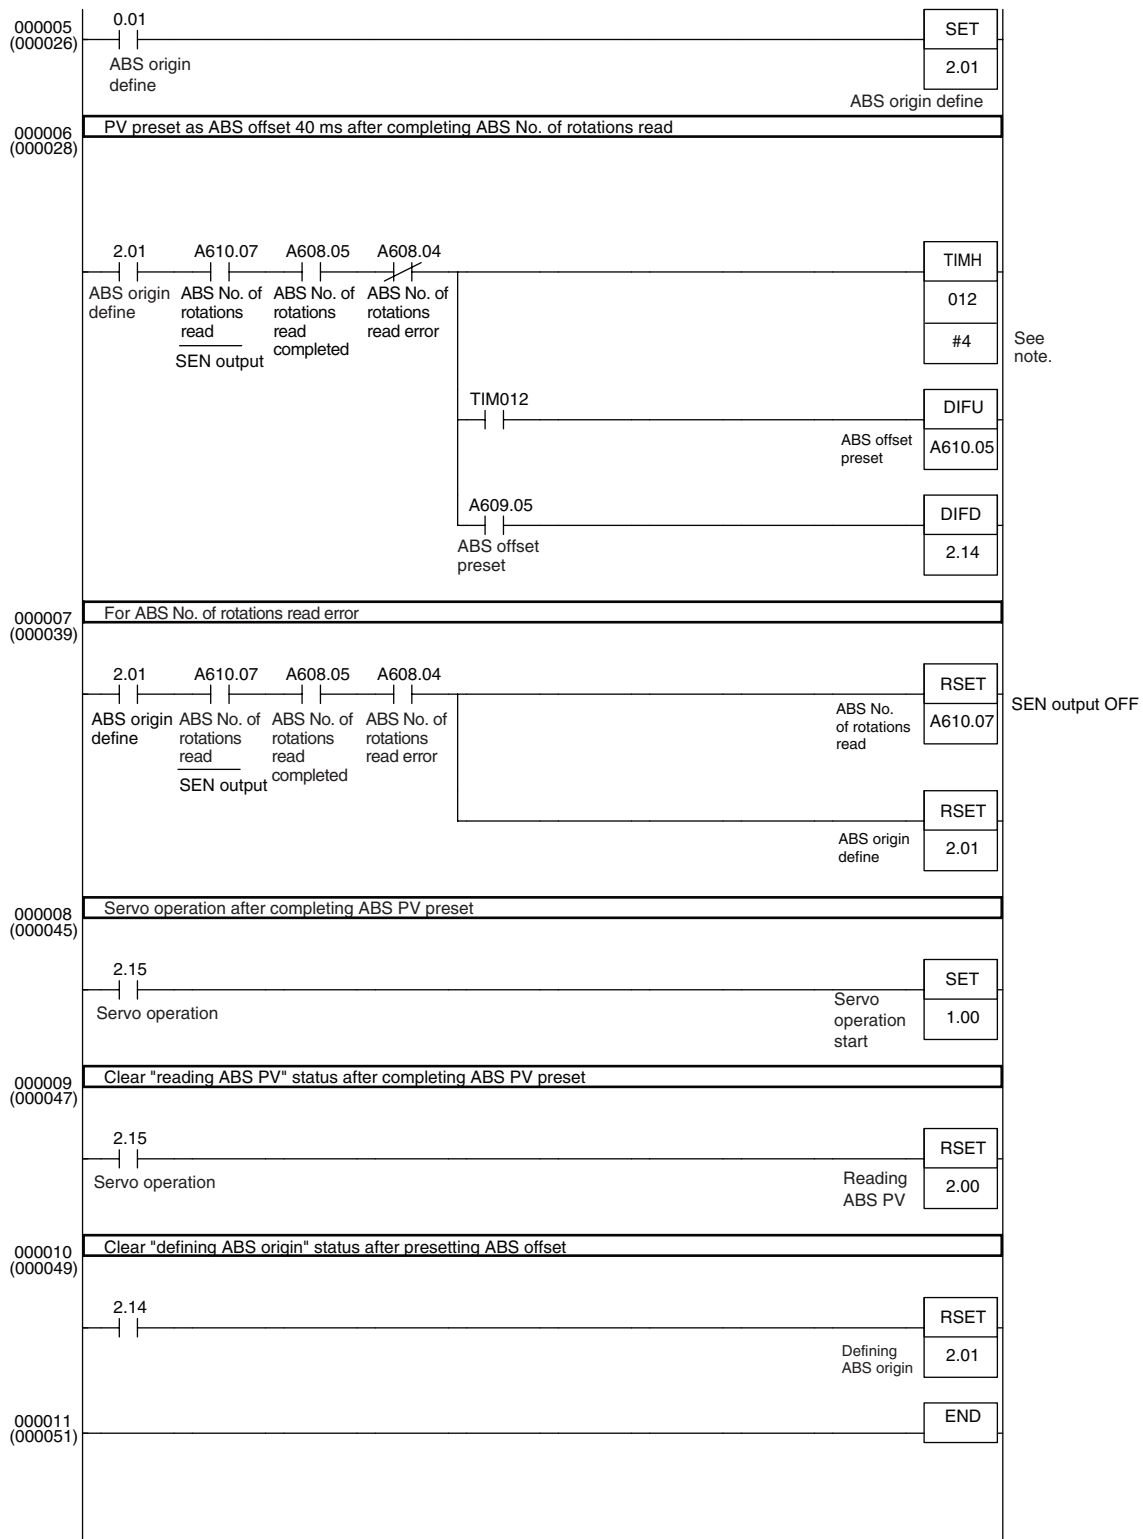 000005
(000026)
0.01
ABS origin
define
SET
2.01
ABS origin define
000006
(000028)
PV preset as ABS offset 40 ms after completing ABS No. of rotations read
2.01
ABS origin
define
A610.07
ABS No. of
rotations
read
SEN output
A608.05
ABS No. of
rotations
read
completed
A608.04
ABS No. of
rotations
read error
TIMH
012
#4
See
note.
TIM012
ABS offset
preset
DIFU
A610.05
A609.05
ABS offset
preset
DIFD
2.14
000007
(000039)
For ABS No. of rotations read error
2.01
ABS origin
define
A610.07
ABS No. of
rotations
read
SEN output
A608.05
ABS No. of
rotations
read
completed
A608.04
ABS No. of
rotations
read error
ABS No.
of rotations
read
RSET
A610.07
SEN output OFF
ABS origin
define
RSET
2.01
000008
(000045)
Servo operation after completing ABS PV preset
2.15
Servo operation
Servo
operation
start
SET
1.00
000009
(000047)
Clear "reading ABS PV" status after completing ABS PV preset
2.15
Servo operation
Reading
ABS PV
RSET
2.00
000010
(000049)
Clear "defining ABS origin" status after presetting ABS offset
2.14
Defining
ABS origin
RSET
2.01
000011
(000051)
END